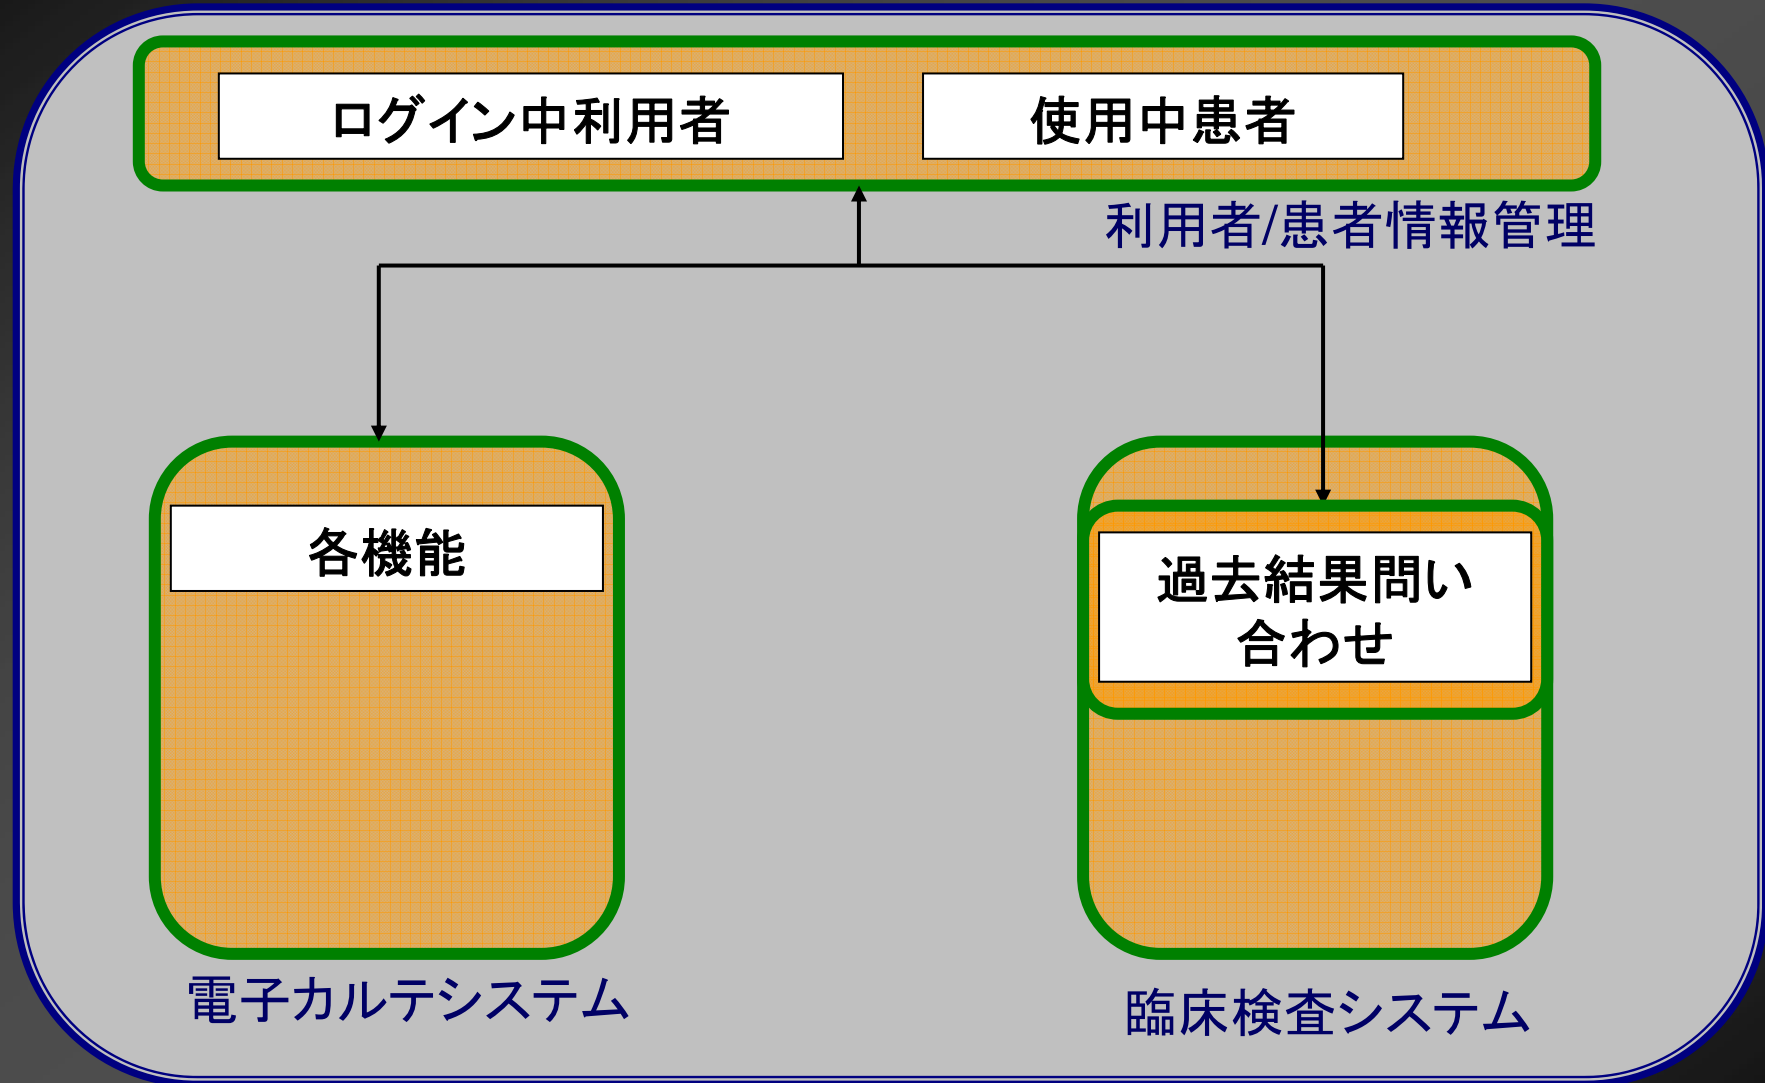 ログイン中利用者
使用中患者
利用者/患者情報管理
各機能
過去結果問い
合わせ
電子カルテシステム
臨床検査システム